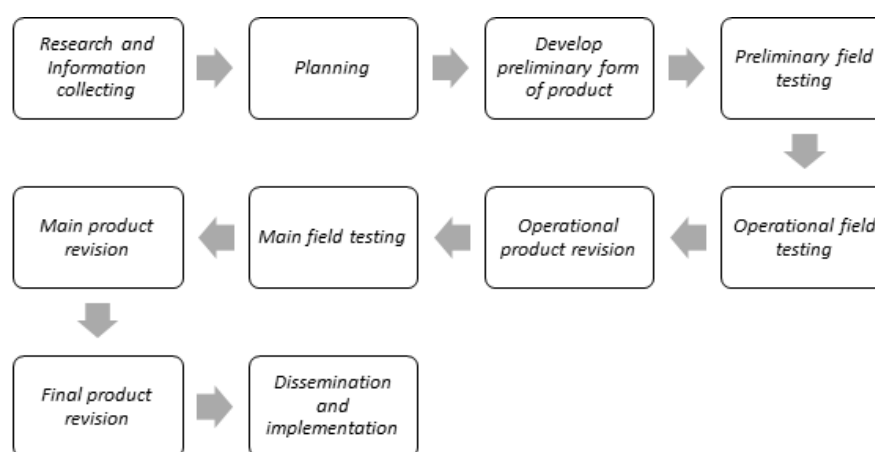 Research and
Information
collecting
Planning
Develop
preliminary form
of product
Preliminary field
testing
Operational field
testing
Operational
product revision
Main field testing
Main product
revision
Final product
revision
Dissemination
and
implementation